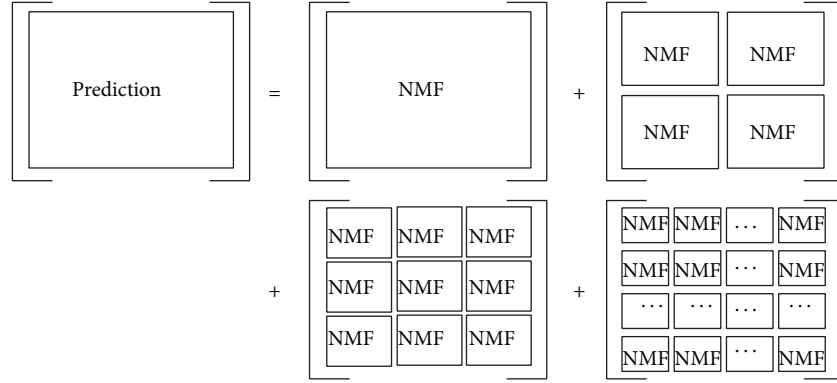 Prediction = NMF + NMF NMF
NMF NMF
+ NMF NMF NMF + NMF NMF ... NMF
NMF NMF NMF NMF NMF ... NMF
... ... ... ...
NMF NMF NMF NMF NMF ... NMF